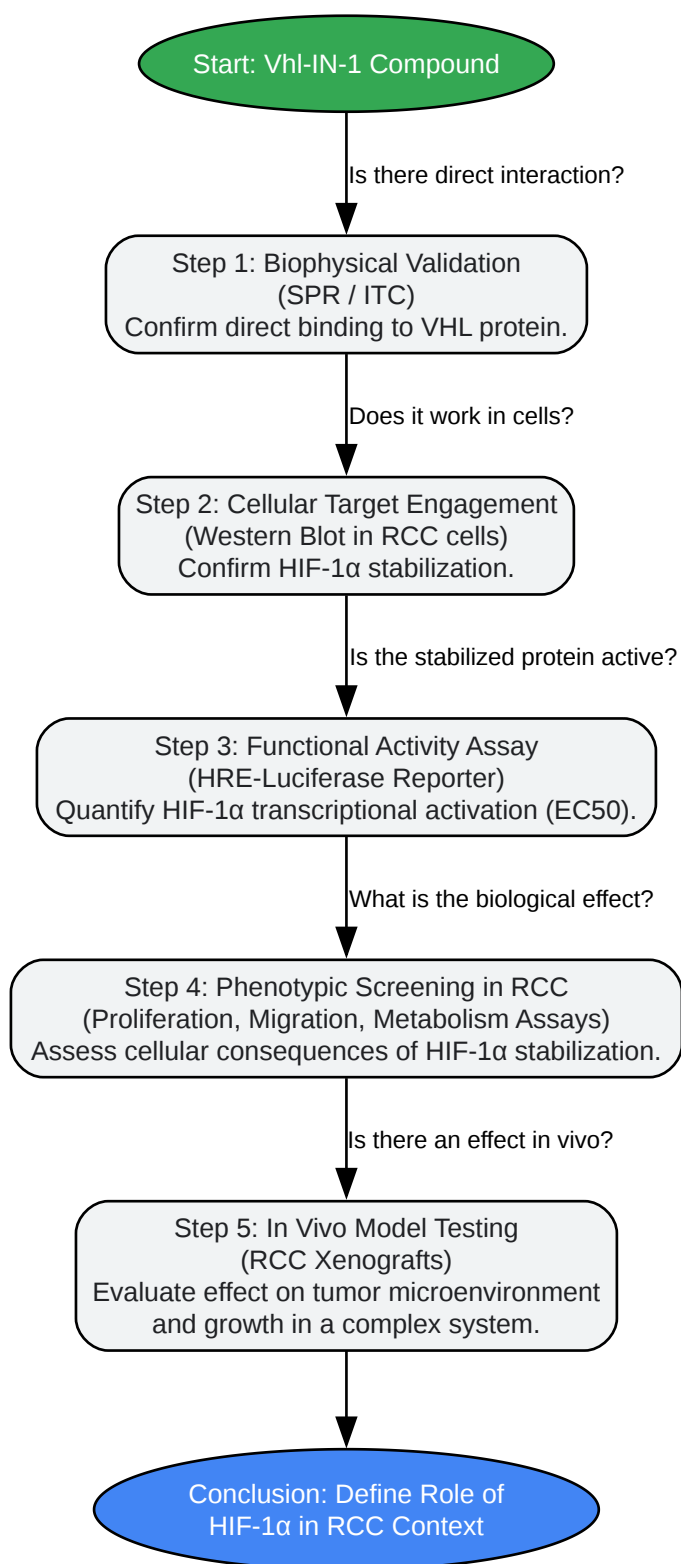 Start: Vhl-IN-1 Compound
Is there direct interaction?
Step 1: Biophysical Validation
(SPR / ITC)
Confirm direct binding to VHL protein.
Does it work in cells?
Step 2: Cellular Target Engagement
(Western Blot in RCC cells)
Confirm HIF-1α stabilization.
Is the stabilized protein active?
Step 3: Functional Activity Assay
(HRE-Luciferase Reporter)
Quantify HIF-1α transcriptional activation (EC50).
What is the biological effect?
Step 4: Phenotypic Screening in RCC
(Proliferation, Migration, Metabolism Assays)
Assess cellular consequences of HIF-1α stabilization.
Is there an effect in vivo?
Step 5: In Vivo Model Testing
(RCC Xenografts)
Evaluate effect on tumor microenvironment
and growth in a complex system.
Conclusion: Define Role of
HIF-1α in RCC Context